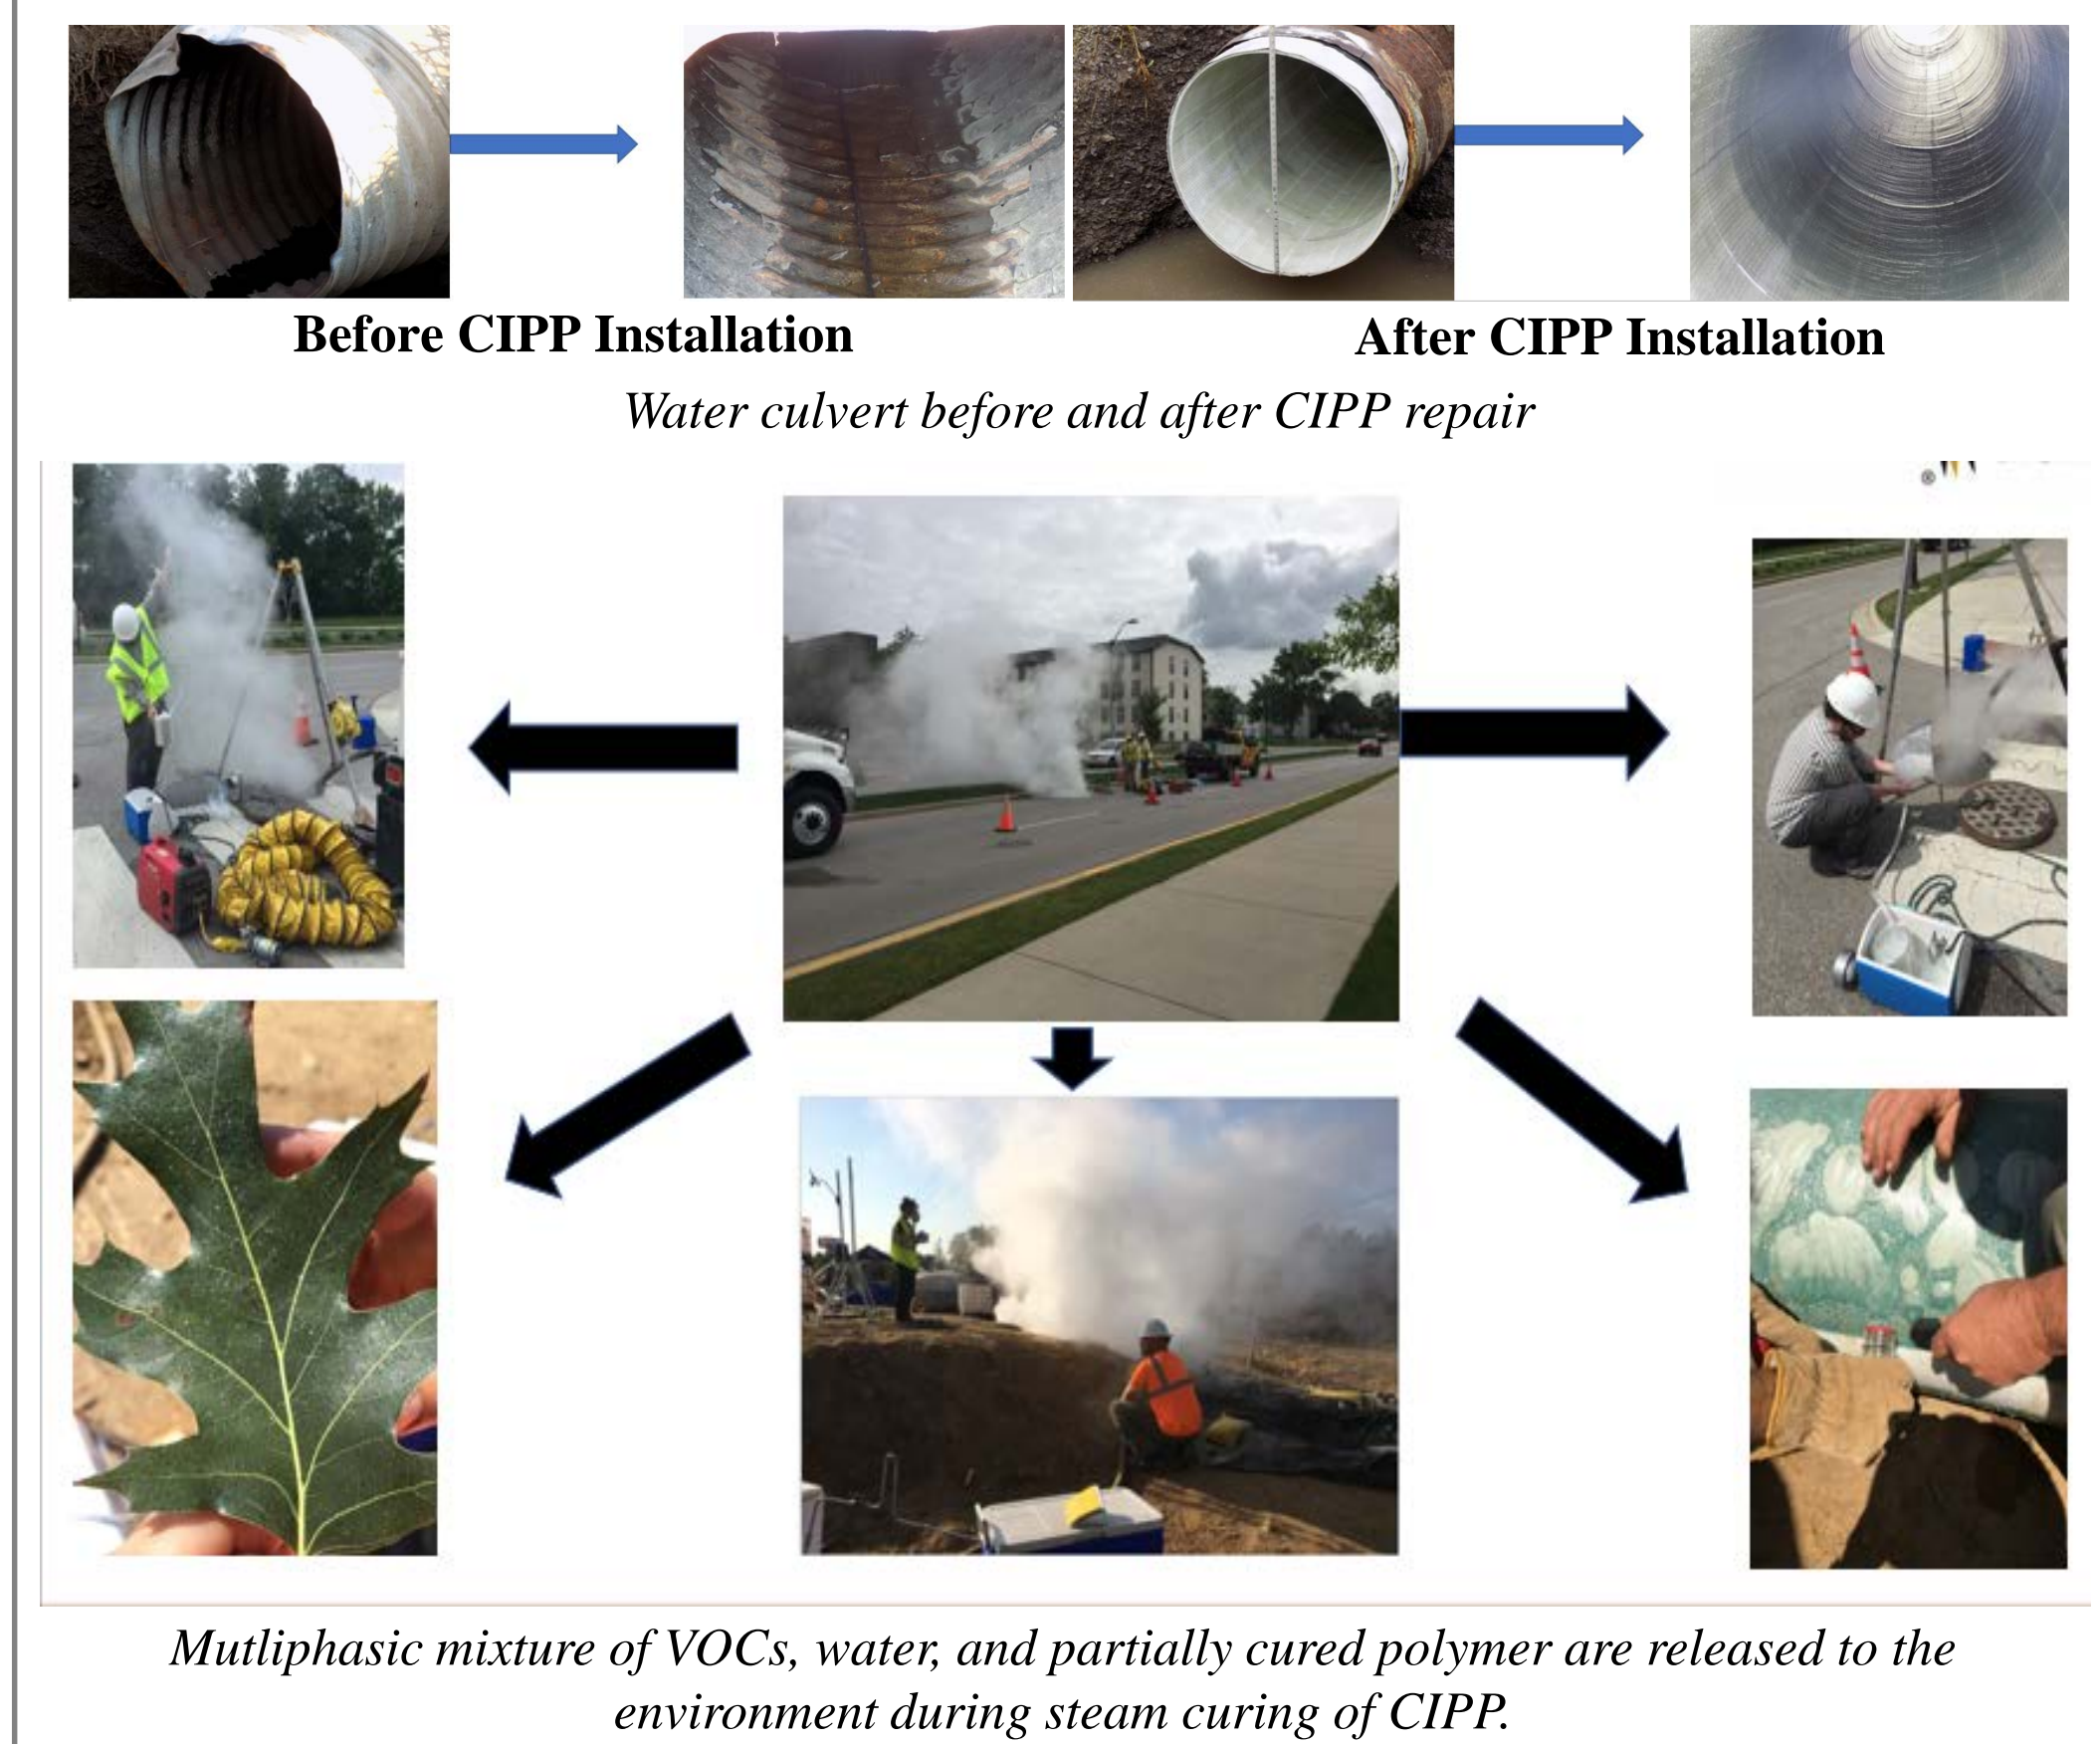 Before CIPP Installation
After CIPP Installation
Water culvert before and after CIPP repair
®
Mutliphasic mixture of VOCs, water, and partially cured polymer are released to the
environment during steam curing of CIPP.